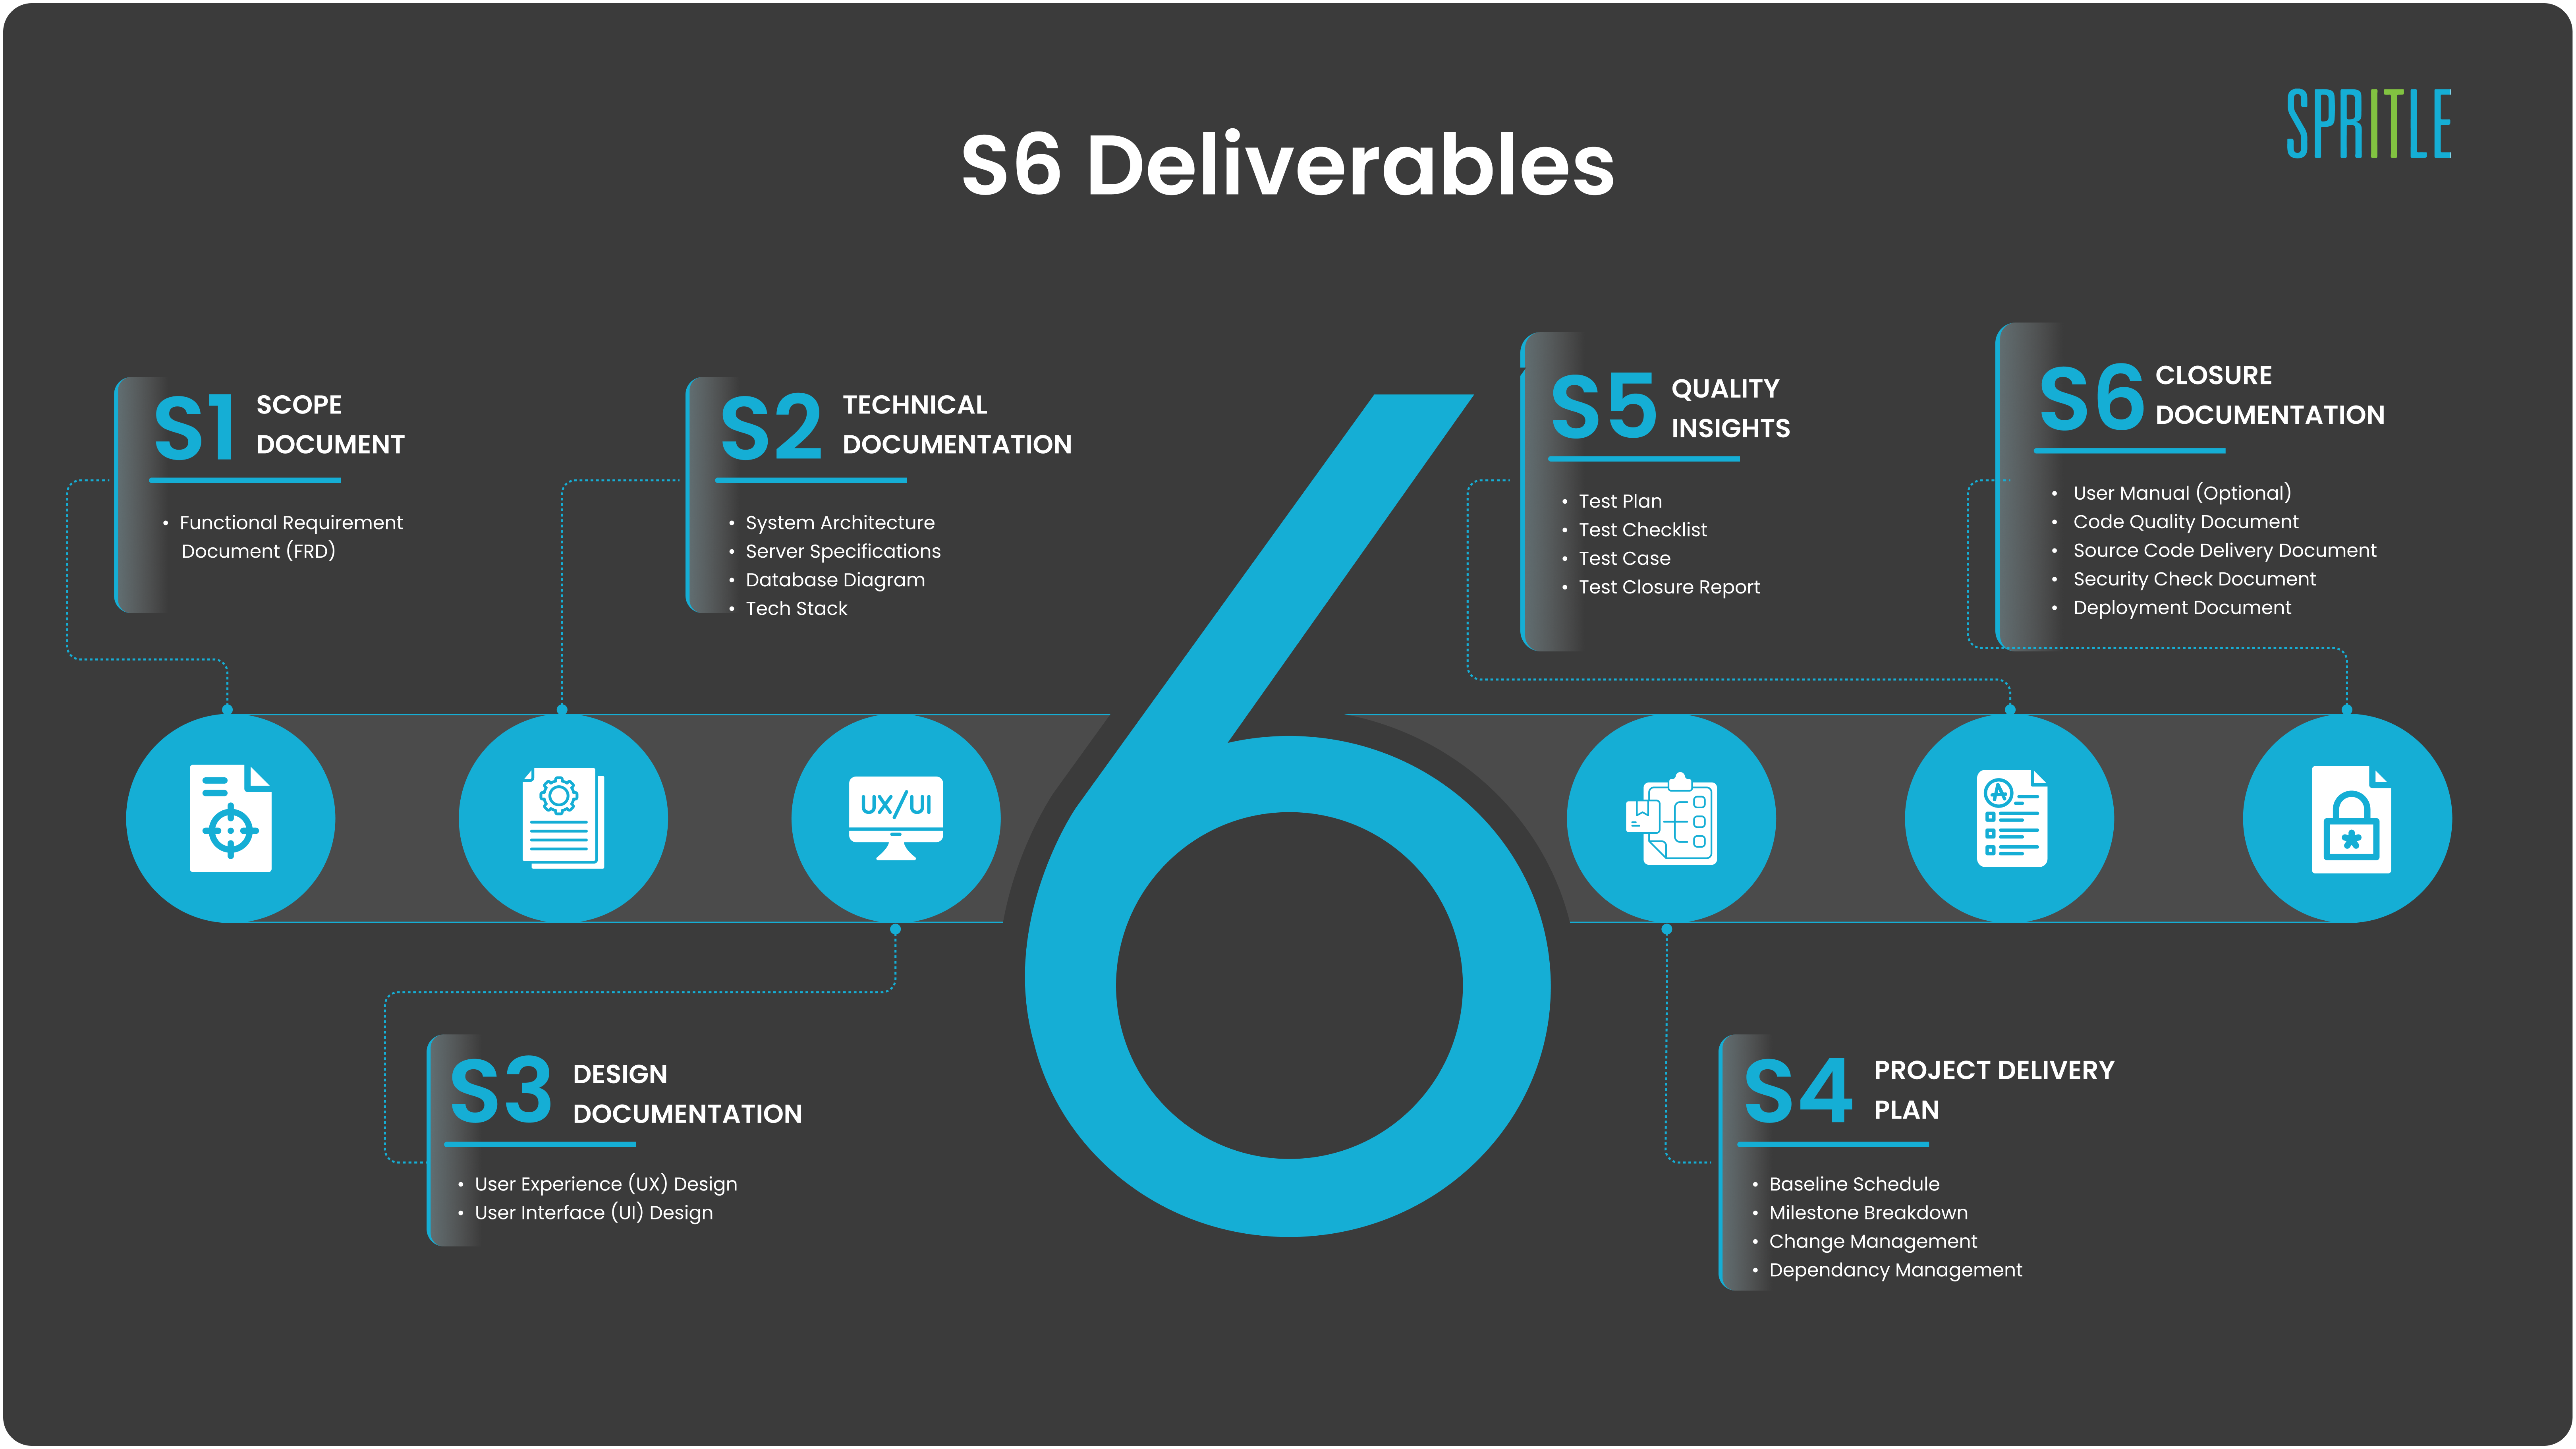 SPRITLE
S6 Deliverables
S1
SCOPE
DOCUMENT
• Functional Requirement
Document (FRD)
S2
TECHNICAL
DOCUMENTATION
• System Architecture
• Server Specifications
• Database Diagram
• Tech Stack
S5
QUALITY
INSIGHTS
• Test Plan
• Test Checklist
• Test Case
• Test Closure Report
S6
CLOSURE
DOCUMENTATION
• User Manual (Optional)
• Code Quality Document
• Source Code Delivery Document
• Security Check Document
• Deployment Document
UX/UI
6
A
*
S3
DESIGN
DOCUMENTATION
• User Experience (UX) Design
• User Interface (UI) Design
S4
PROJECT DELIVERY
PLAN
• Baseline Schedule
• Milestone Breakdown
• Change Management
• Dependancy Management